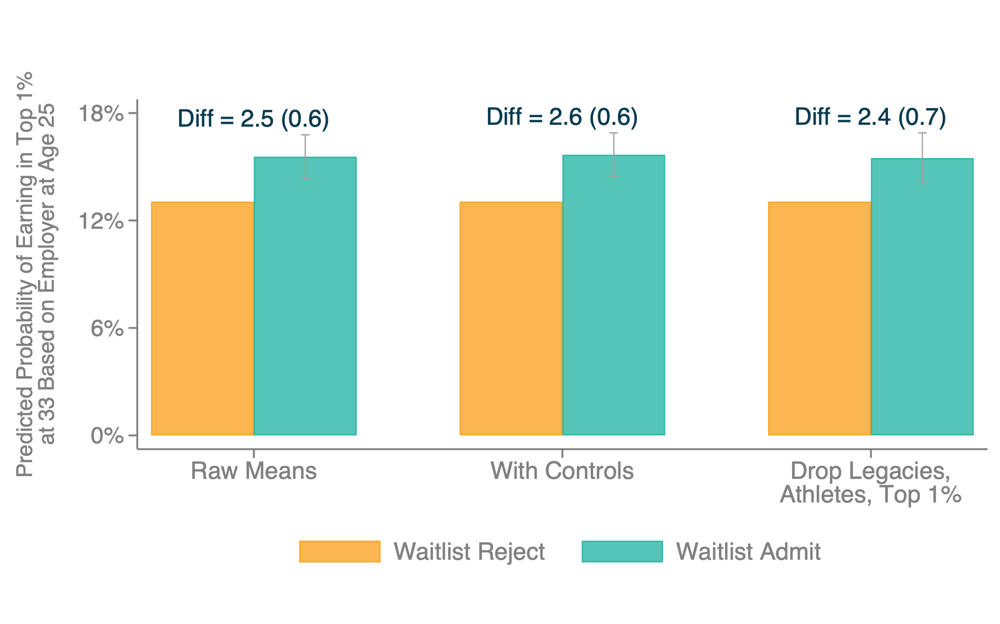 Predicted Probability of Earning in Top 1%
at 33 Based on Employer at Age 25
18%
12%
6%
0%
Diff = 2.5 (0.6)
Diff = 2.6 (0.6)
Diff = 2.4 (0.7)
Raw Means
With Controls
Drop Legacies,
Athletes, Top 1%
Waitlist Reject
Waitlist Admit